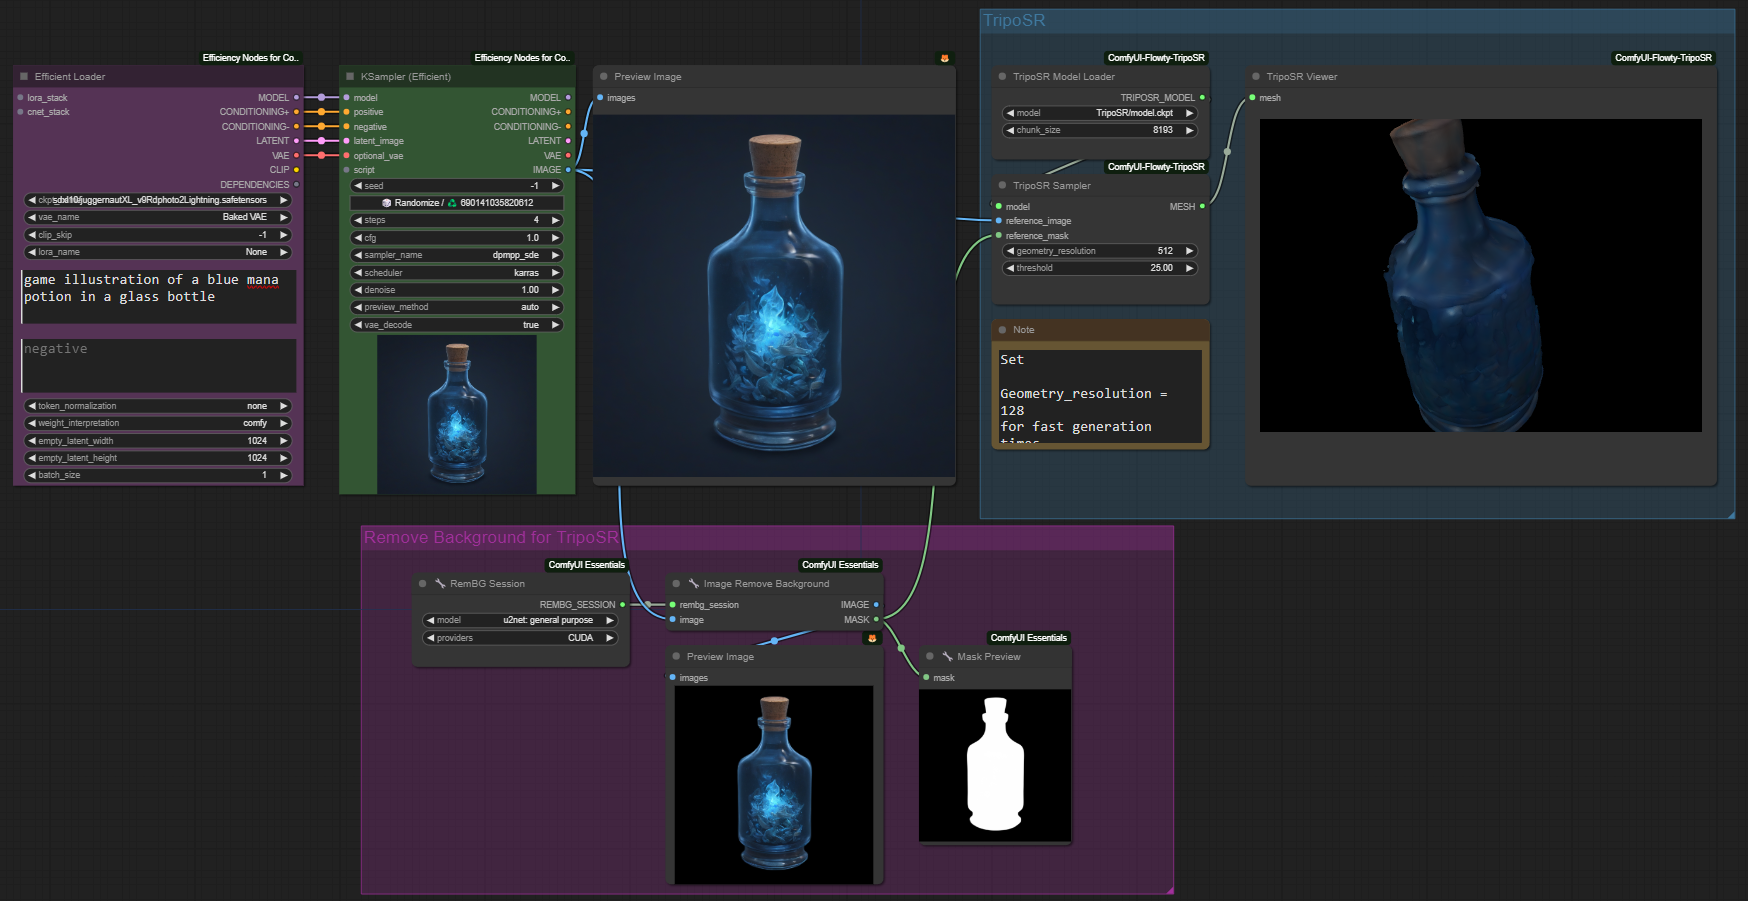 TripoSR
Efficiency Nodes for Co..
Efficient Loader
lora_stack
MODEL
cnet_stack
CONDITIONING+
CONDITIONING-
LATENT
VAE
CLIP
DEPENDENCIES
juggernautXL_v9Rdphoto2Lightning.safetensors
vae_name Baked VAE
clip_skip -1
lora_name None
game illustration of a blue mana
potion in a glass bottle
negative
token_normalization none
weight_interpretation comfy
empty_latent_width 1024
empty_latent_height 1024
batch_size 1
Efficiency Nodes for Co..
KSampler (Efficient)
model MODEL
positive CONDITIONING+
negative CONDITIONING-
latent_image LATENT
optional_vae VAE
script IMAGE
seed -1
Randomize / 690141035820612
steps 4
cfg 1.0
sampler_name dpmpp_sde
scheduler karras
denoise 1.00
preview_method auto
vae_decode true
Preview Image
images
ComfyUI-Flowty-TripoSR
TripoSR Model Loader
TRIPOSR_MODEL
model TripoSR/model.ckpt
chunk_size 8193
ComfyUI-Flowty-TripoSR
TripoSR Sampler
model MESH
reference_image
reference_mask
geometry_resolution 512
threshold 25.00
Note
Set
Geometry_resolution =
128
for fast generation
times
ComfyUI-Flowty-TripoSR
TripoSR Viewer
mesh
Remove Background for TripoSR
ComfyUI Essentials
RemBG Session
REMBG_SESSION
model u2net: general purpose
providers CUDA
ComfyUI Essentials
Image Remove Background
rembg_session IMAGE
image MASK
Preview Image
images
ComfyUI Essentials
Mask Preview
mask